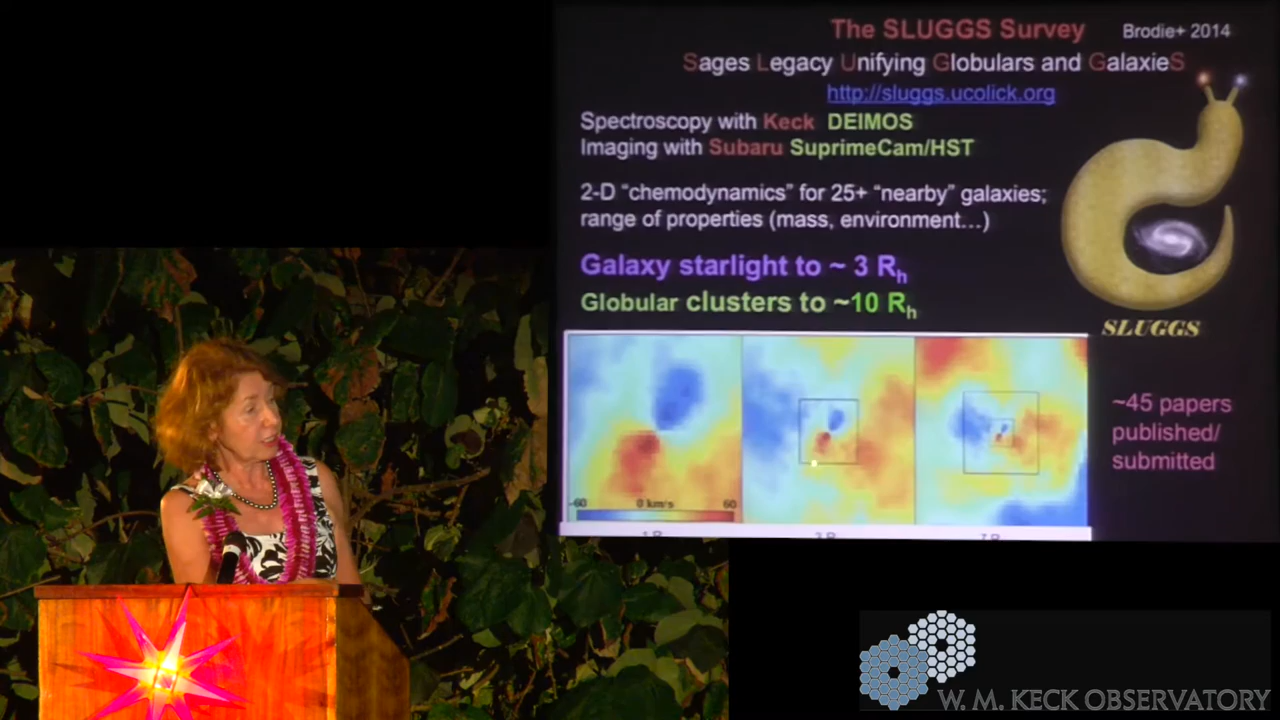 The SLUGGS Survey
Brodie+ 2014
Sages Legacy Unifying Globulars and GalaxieS
http://sluggs.ucolick.org
Spectroscopy with Keck DEIMOS
Imaging with Subaru SuprimeCam/HST
2-D “chemodynamics” for 25+ “nearby” galaxies;
range of properties (mass, environment…)
Galaxy starlight to ~ 3 Rh
Globular clusters to ~10 Rh
SLUGGS
~45 papers
published/
submitted
-60 0 km/s 60
W. M. KECK OBSERVATORY